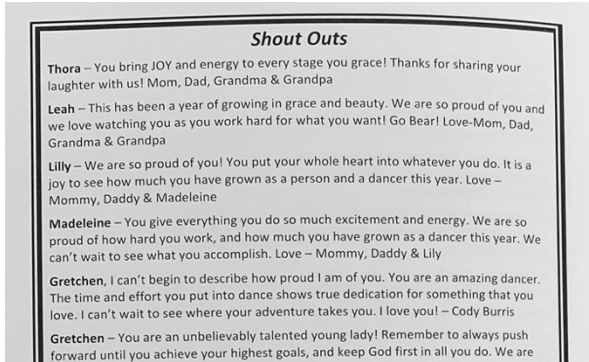 Shout Outs
Thora – You bring JOY and energy to every stage you grace! Thanks for sharing your
laughter with us! Mom, Dad, Grandma & Grandpa
Leah – This has been a year of growing in grace and beauty. We are so proud of you and
we love watching you as you work hard for what you want! Go Bear! Love-Mom, Dad,
Grandma & Grandpa
Lilly – We are so proud of you! You put your whole heart into whatever you do. It is a
joy to see how much you have grown as a person and a dancer this year. Love –
Mommy, Daddy & Madeleine
Madeleine – You give everything you do so much excitement and energy. We are so
proud of how hard you work, and how much you have grown as a dancer this year. We
can't wait to see what you accomplish. Love – Mommy, Daddy & Lily
Gretchen, I can't begin to describe how proud I am of you. You are an amazing dancer.
The time and effort you put into dance shows true dedication for something that you
love. I can't wait to see where your adventure takes you. I love you! – Cody Burris
Gretchen – You are an unbelievably talented young lady! Remember to always push
forward until you achieve your highest goals, and keep God first in all you do. We are